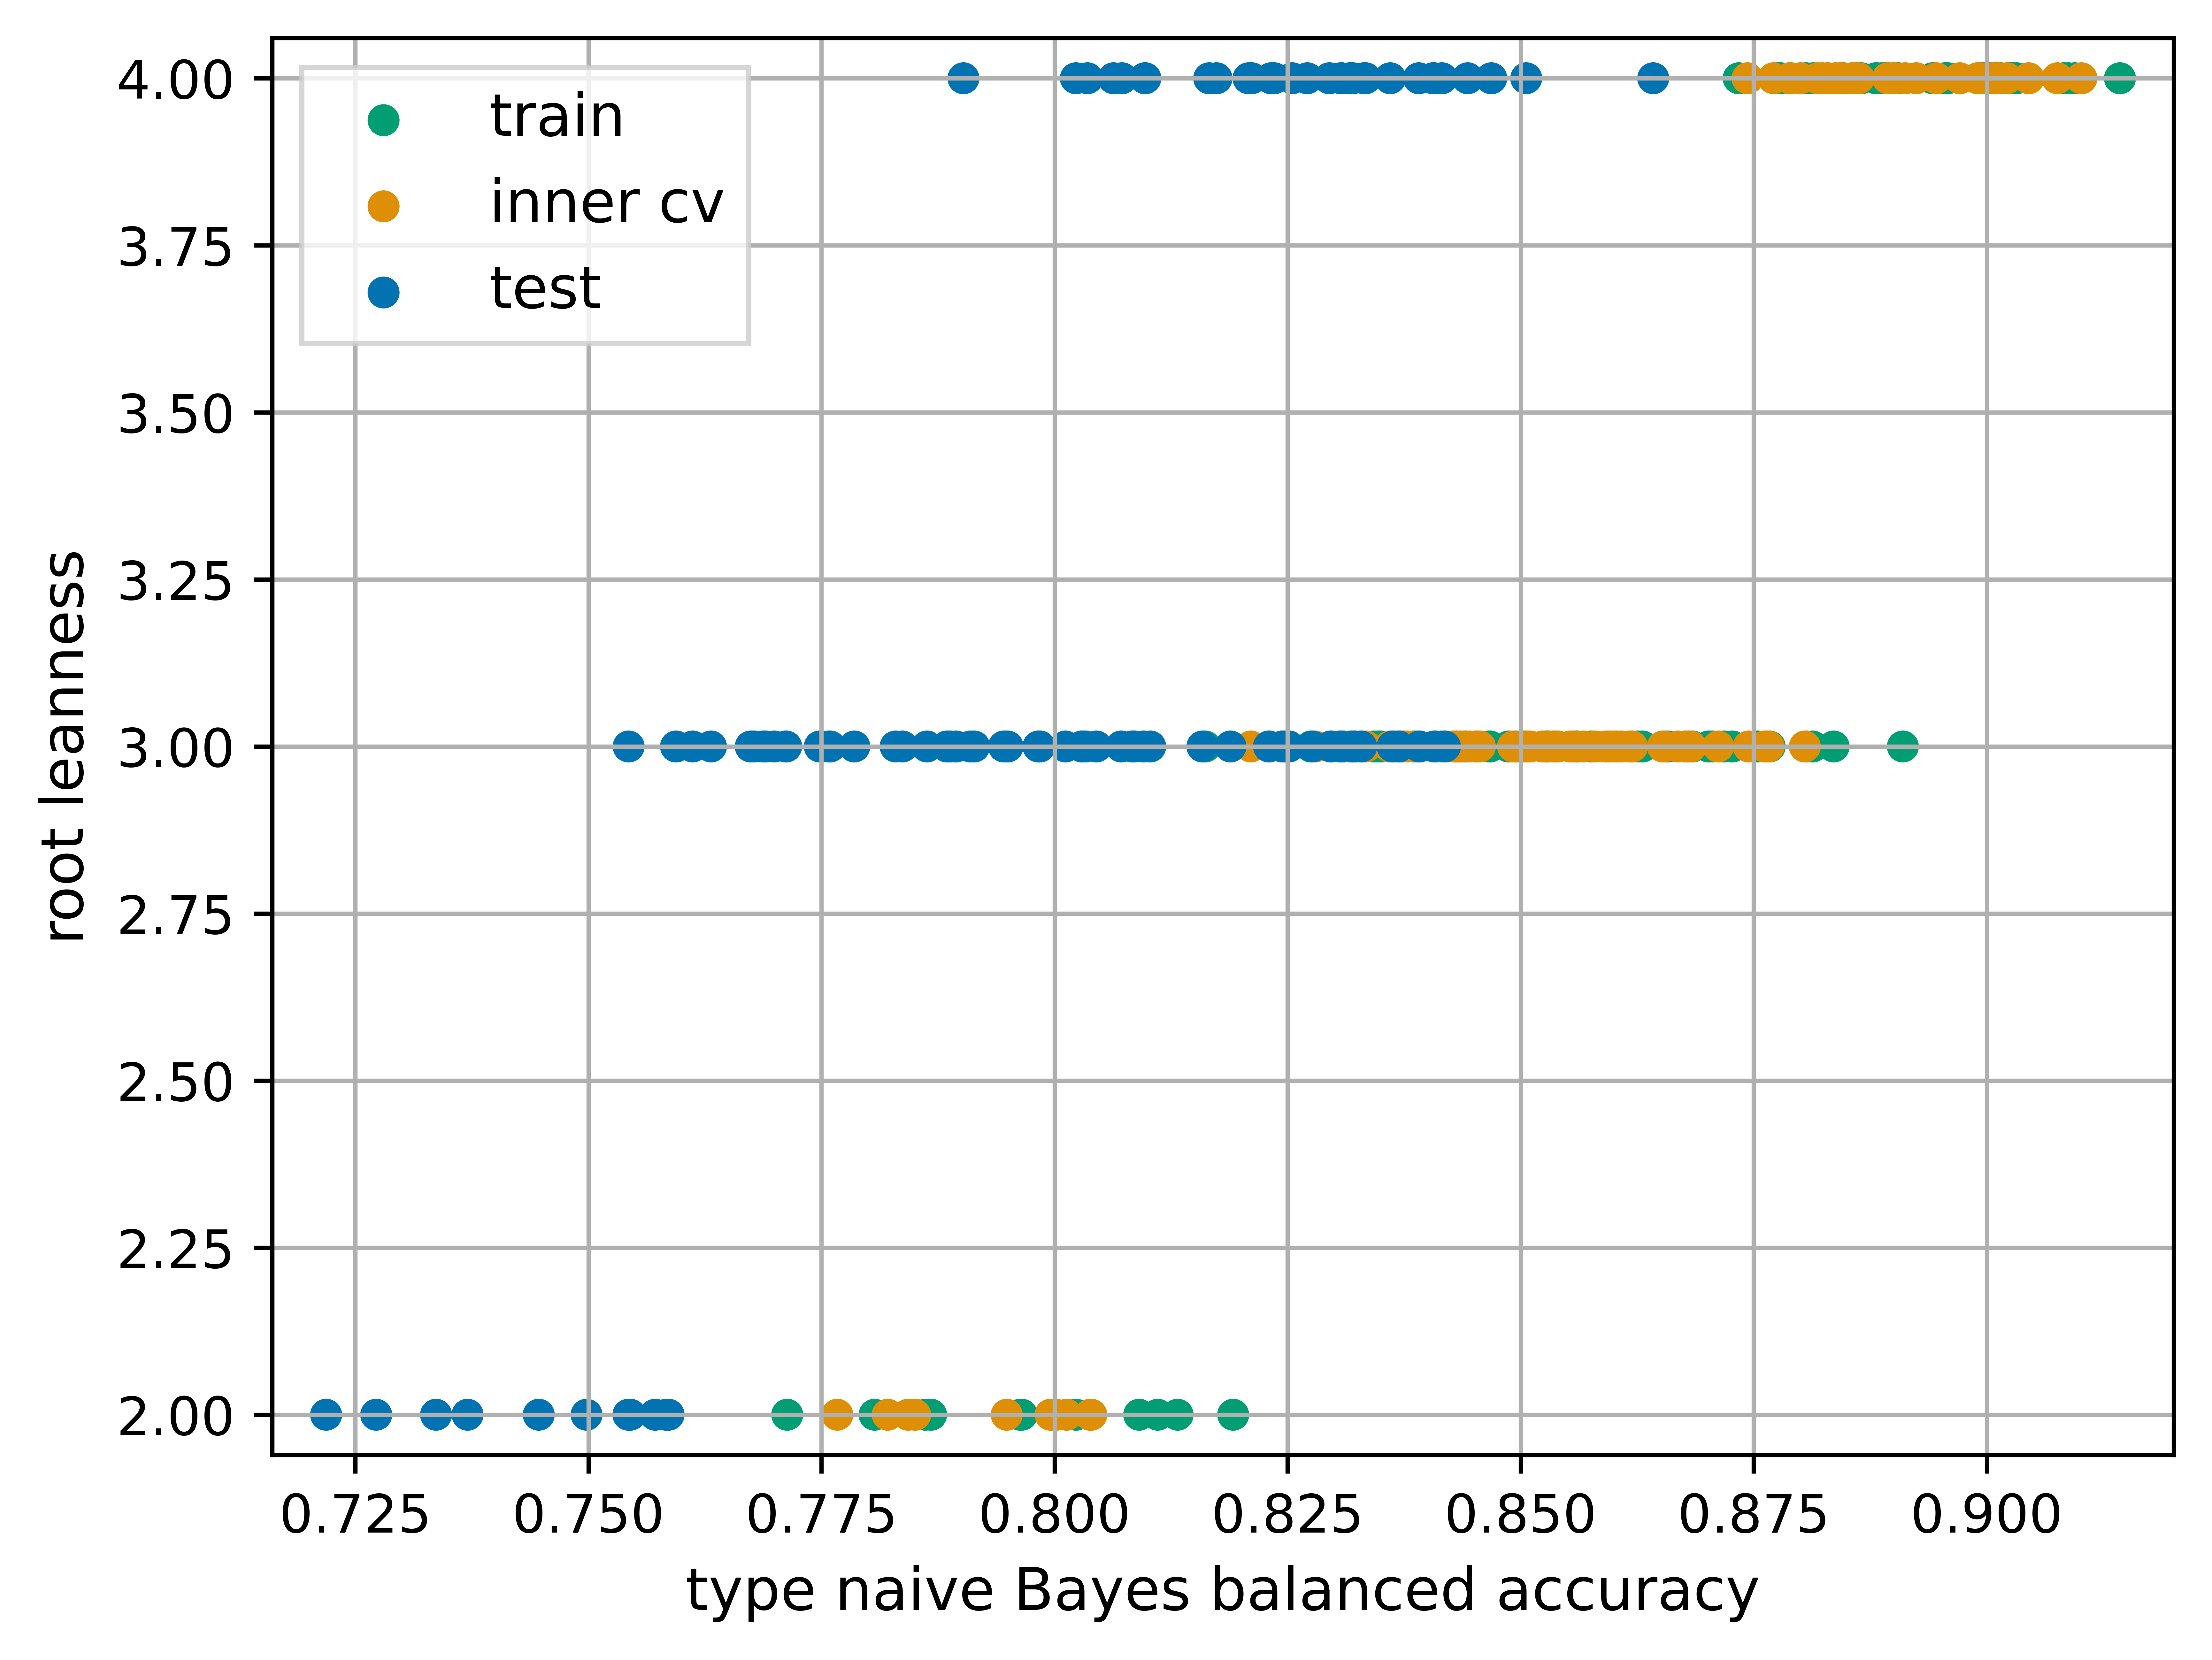 4.00
3.75
3.50
3.25
3.00
2.75
2.50
2.25
2.00
root leanness
train
inner cv
test
0.725 0.750 0.775 0.800 0.825 0.850 0.875 0.900
type naive Bayes balanced accuracy